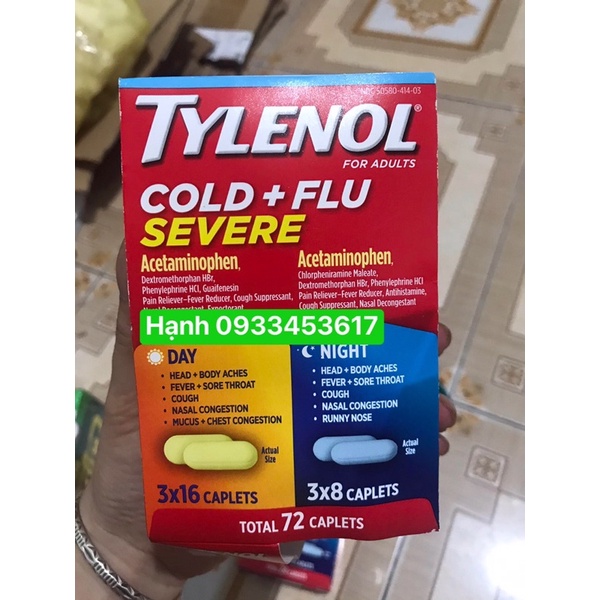 NDC 50580-414-03
TYLENOL®
FOR ADULTS
COLD + FLU
SEVERE
Acetaminophen,
Dextromethorphan HBr,
Phenylephrine HCl, Guaifenesin
Pain Reliever–Fever Reducer, Cough Suppressant,
Nasal Decongestant, Expectorant
Acetaminophen,
Chlorpheniramine Maleate,
Dextromethorphan HBr, Phenylephrine HCl
Pain Reliever–Fever Reducer, Antihistamine,
Cough Suppressant, Nasal Decongestant
Hạnh 0933453617
DAY
• HEAD + BODY ACHES
• FEVER + SORE THROAT
• COUGH
• NASAL CONGESTION
• MUCUS + CHEST CONGESTION
Actual
Size
3x16 CAPLETS
NIGHT
• HEAD + BODY ACHES
• FEVER + SORE THROAT
• COUGH
• NASAL CONGESTION
• RUNNY NOSE
Actual
Size
3x8 CAPLETS
TOTAL 72 CAPLETS